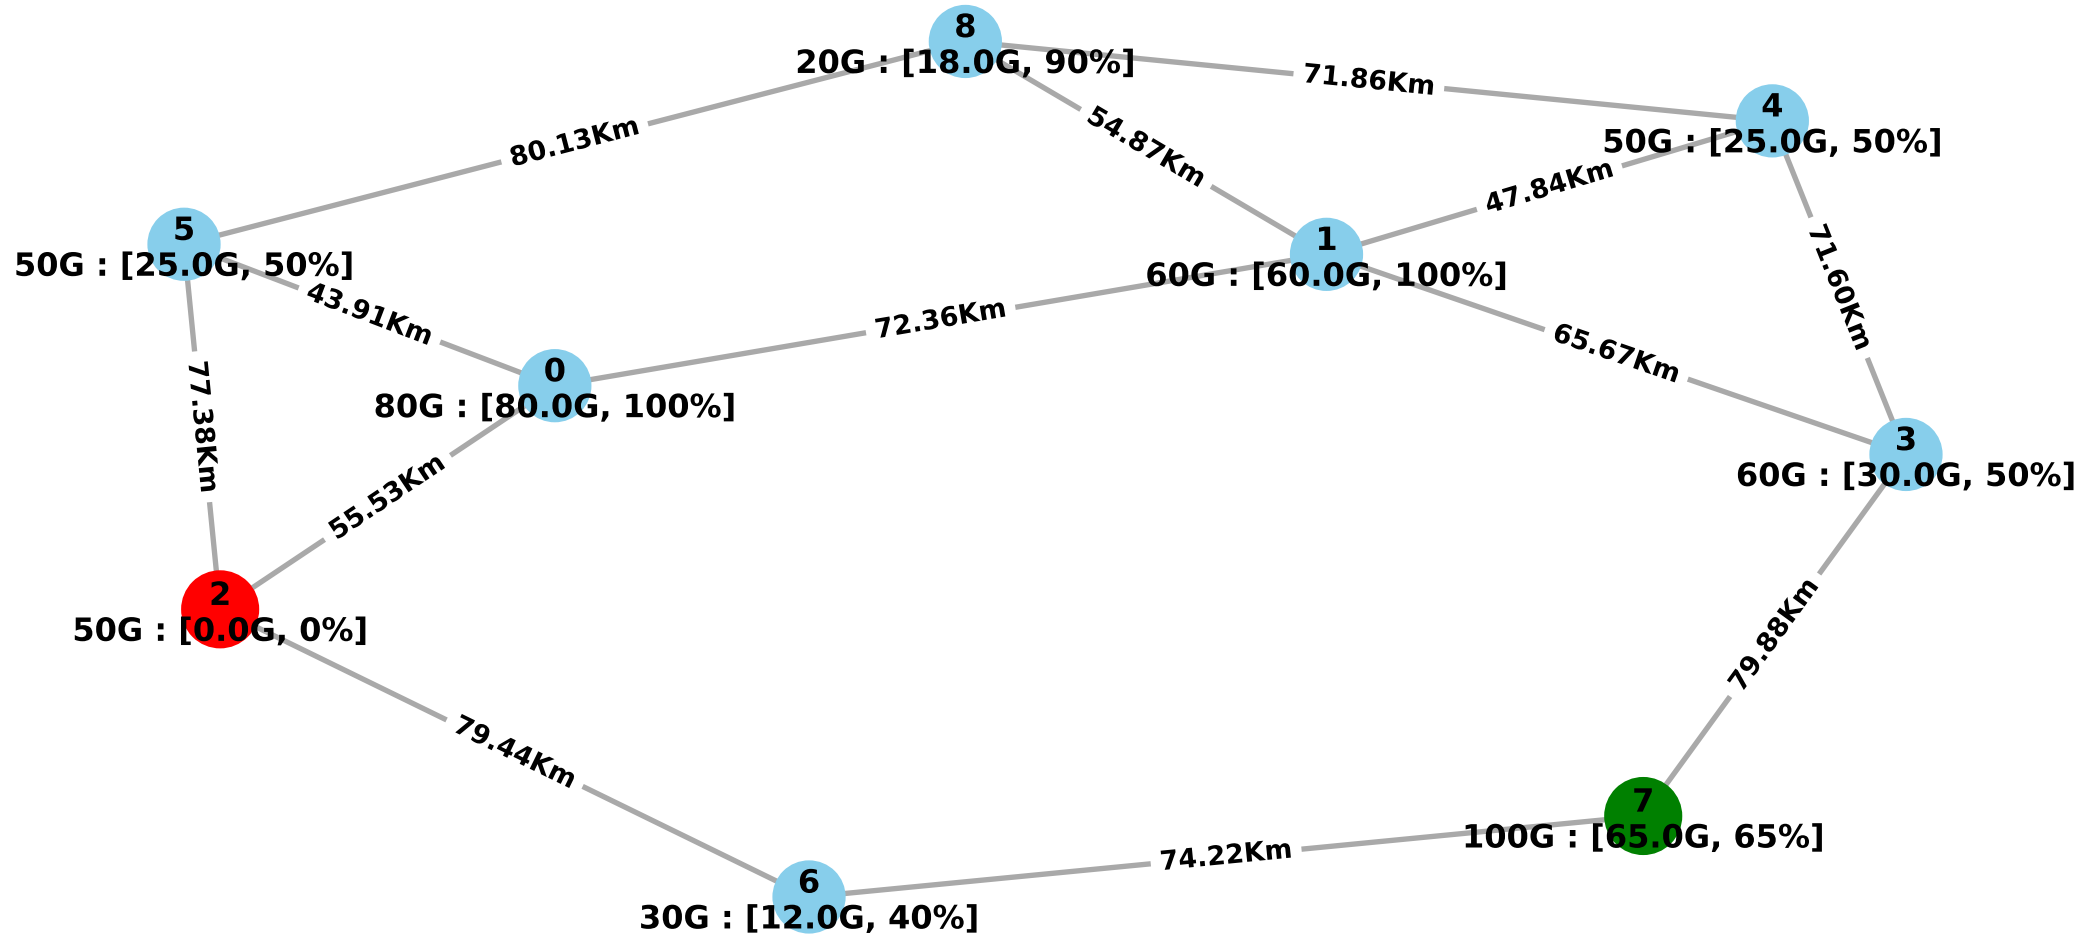 8
20G : [18.0G, 90%]
71.86Km
4
50G : [25.0G, 50%]
80.13Km
54.87Km
47.84Km
5
50G : [25.0G, 50%]
1
60G : [60.0G, 100%]
43.91Km
72.36Km
71.60Km
65.67Km
0
80G : [80.0G, 100%]
77.38Km
55.53Km
3
60G : [30.0G, 50%]
2
50G : [0.0G, 0%]
79.88Km
79.44Km
7
100G : [65.0G, 65%]
74.22Km
6
30G : [12.0G, 40%]